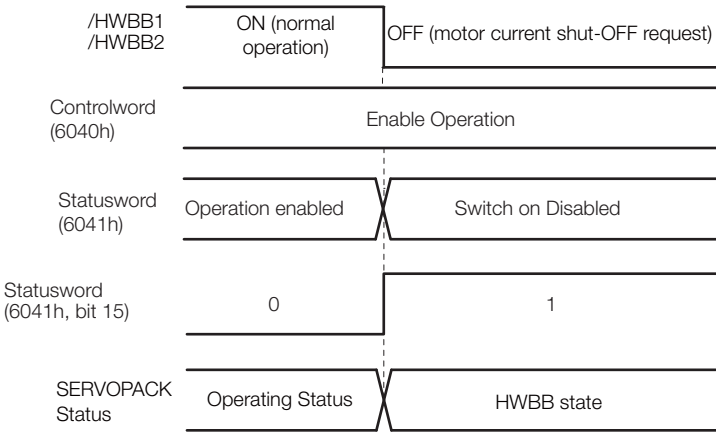 /HWBB1
/HWBB2
ON (normal
operation)
OFF (motor current shut-OFF request)
Controlword
(6040h)
Enable Operation
Statusword
(6041h)
Operation enabled
Switch on Disabled
Statusword
(6041h, bit 15)
0
1
SERVOPACK
Status
Operating Status
HWBB state